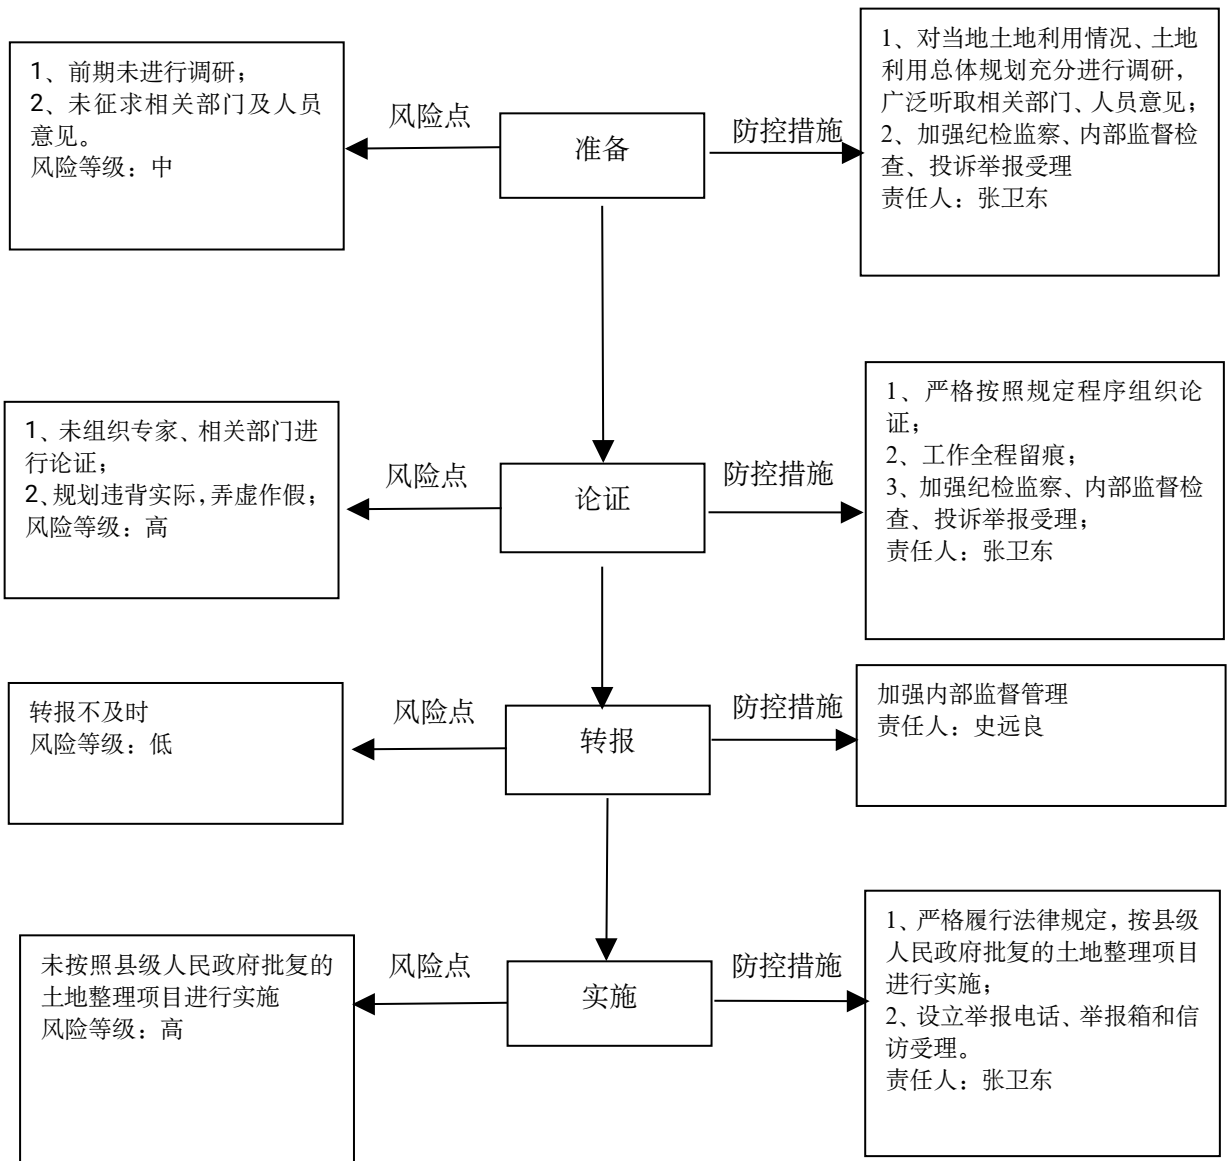 1、前期未进行调研；
2、未征求相关部门及人员
意见。
风险等级：中
风险点
准备
防控措施
1、对当地土地利用情况、土地
利用总体规划充分进行调研，
广泛听取相关部门、人员意见；
2、加强纪检监察、内部监督检
查、投诉举报受理
责任人：张卫东
1、未组织专家、相关部门进
行论证；
2、规划违背实际，弄虚作假；
风险等级：高
风险点
论证
防控措施
1、严格按照规定程序组织论
证；
2、工作全程留痕；
3、加强纪检监察、内部监督检
查、投诉举报受理；
责任人：张卫东
转报不及时
风险等级：低
风险点
转报
防控措施
加强内部监督管理
责任人：史远良
未按照县级人民政府批复的
土地整理项目进行实施
风险等级：高
风险点
实施
防控措施
1、严格履行法律规定，按县级
人民政府批复的土地整理项目
进行实施；
2、设立举报电话、举报箱和信
访受理。
责任人：张卫东